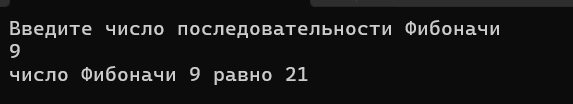 Введите число последовательности Фибоначи
9
число Фибоначи 9 равно 21